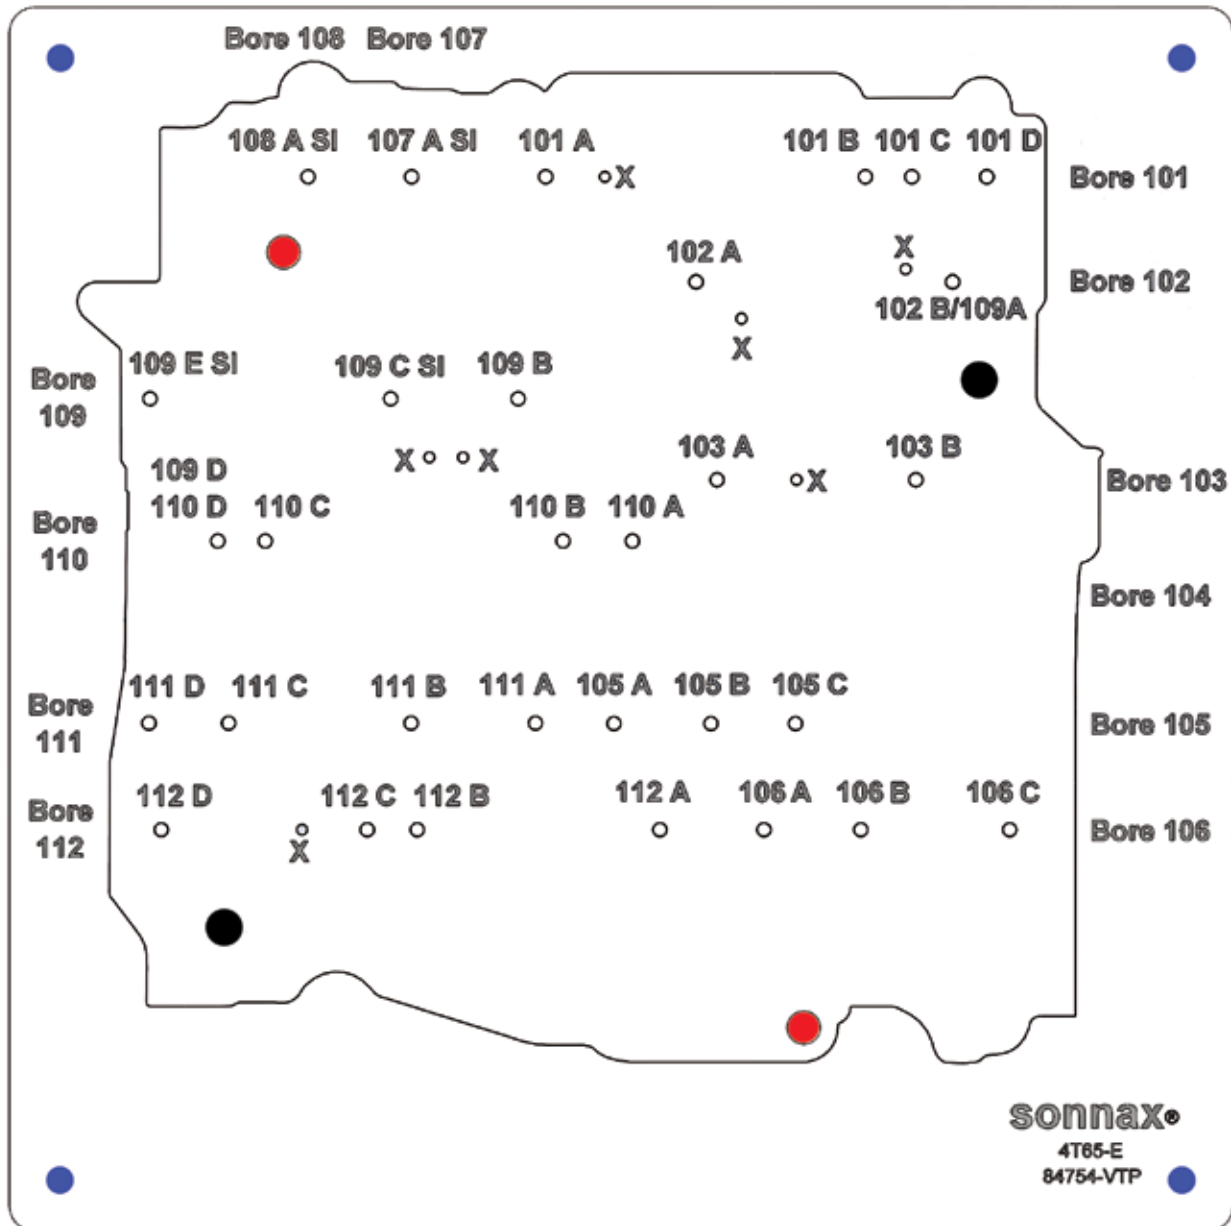 Bore 108 Bore 107
108 A SI 107 A SI 101 A 101 B 101 C 101 D
X Bore 101
X
102 A Bore 102
102 B/109A
X
109 E SI 109 C SI 109 B
Bore
109
103 A 103 B
X X X Bore 103
109 D
110 D 110 C 110 B 110 A
Bore
110
Bore 104
111 D 111 C 111 B 111 A 105 A 105 B 105 C
Bore
111
Bore 105
112 D 112 C 112 B 112 A 106 A 106 B 106 C
Bore
112
Bore 106
X
sonnax®
4T65-E
84754-VTP